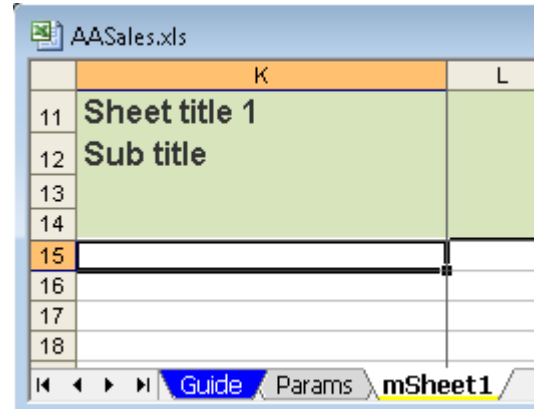 AASales.xls
K L
11 Sheet title 1
12 Sub title
13
14
15
16
17
18
Guide Params mSheet1